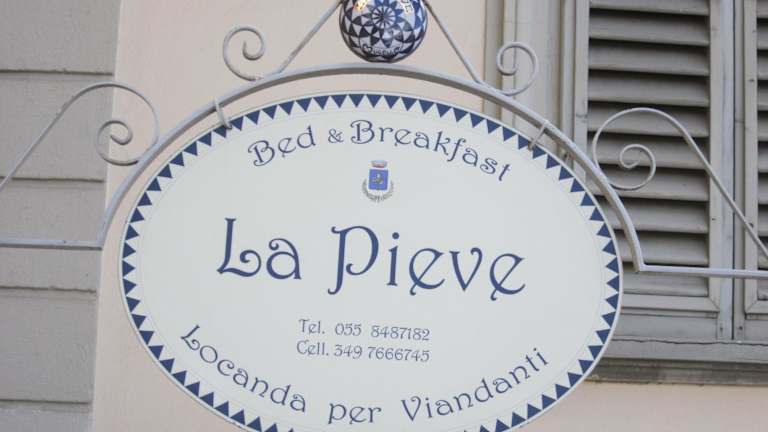 Bed & Breakfast
La Pieve
Tel. 055 8487182
Cell. 349 7666745
Locanda per Viandanti